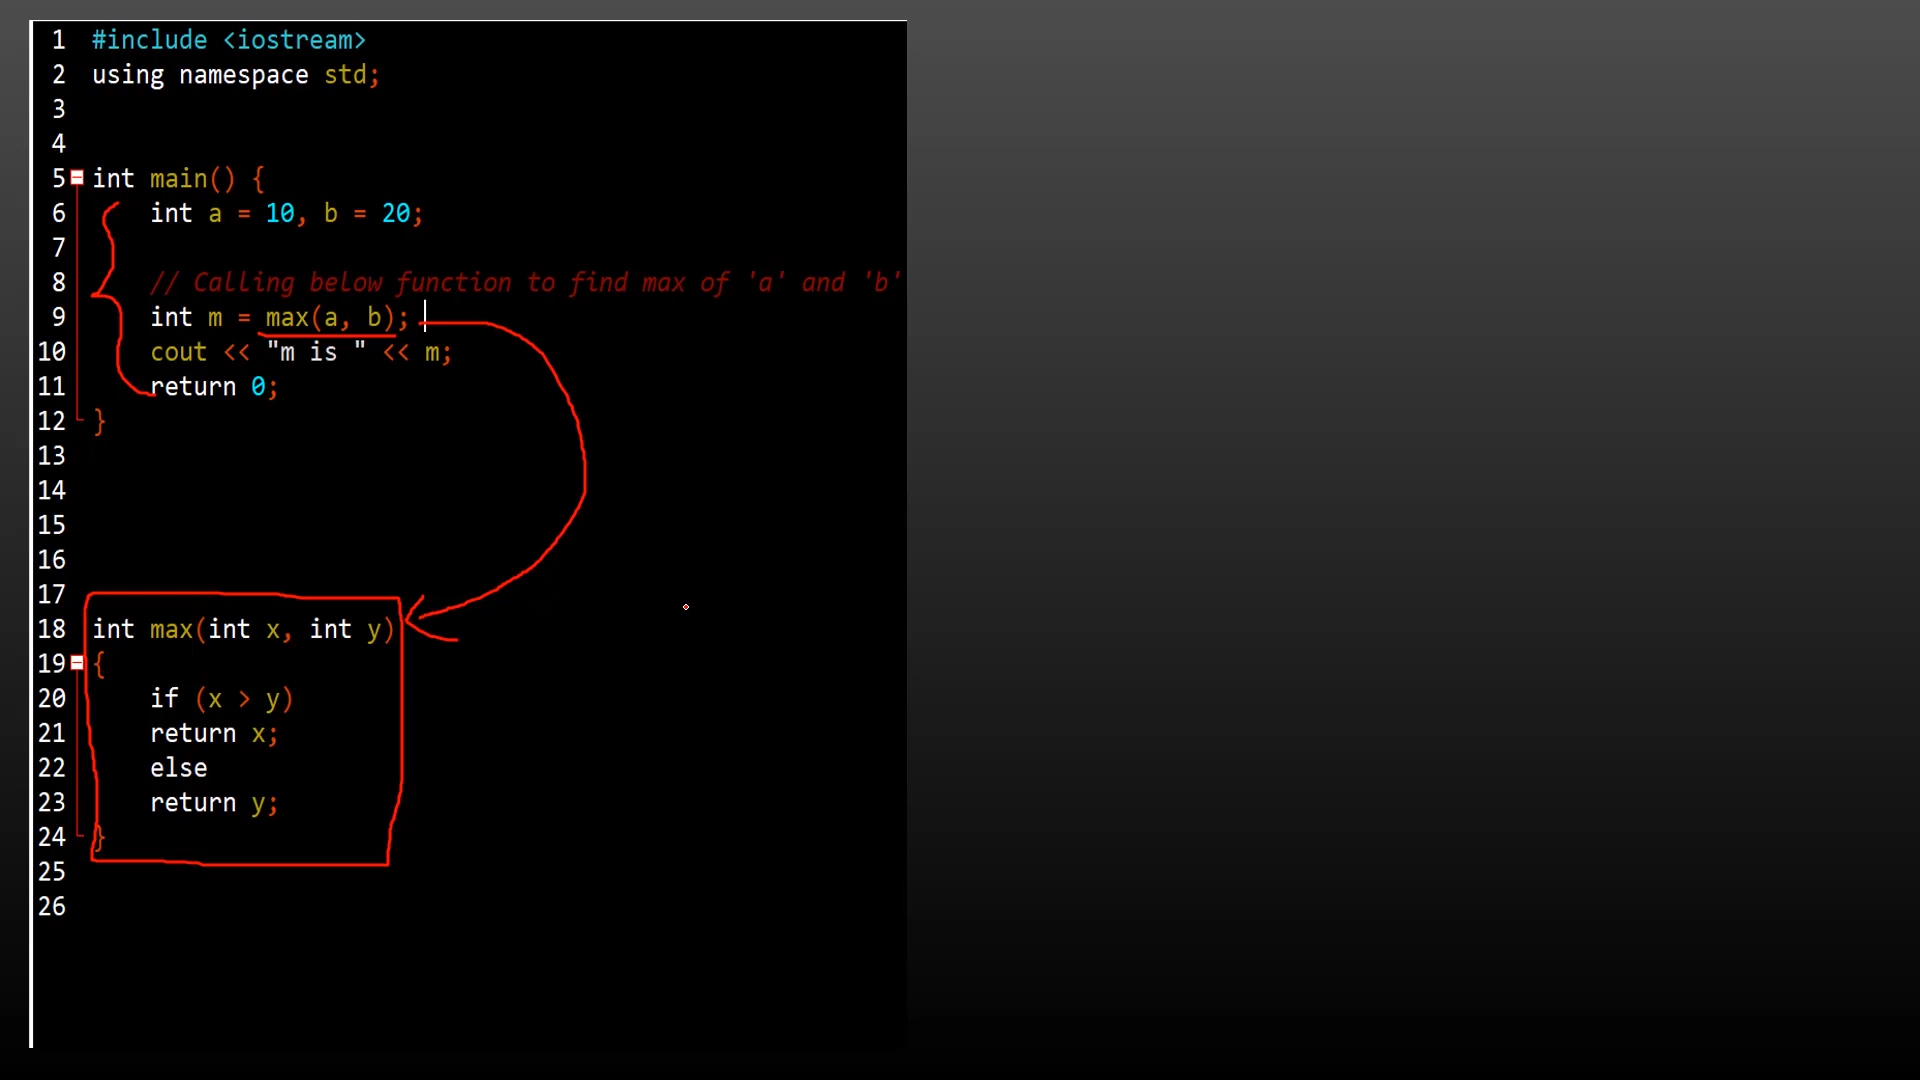 1 #include <iostream>
2 using namespace std;
3
4
5 int main() {
6 int a = 10, b = 20;
7
8 // Calling below function to find max of 'a' and 'b'
9 int m = max(a, b);
10 cout << "m is " << m;
11 return 0;
12 }
13
14
15
16
17
18 int max(int x, int y)
19 {
20 if (x > y)
21 return x;
22 else
23 return y;
24 }
25
26